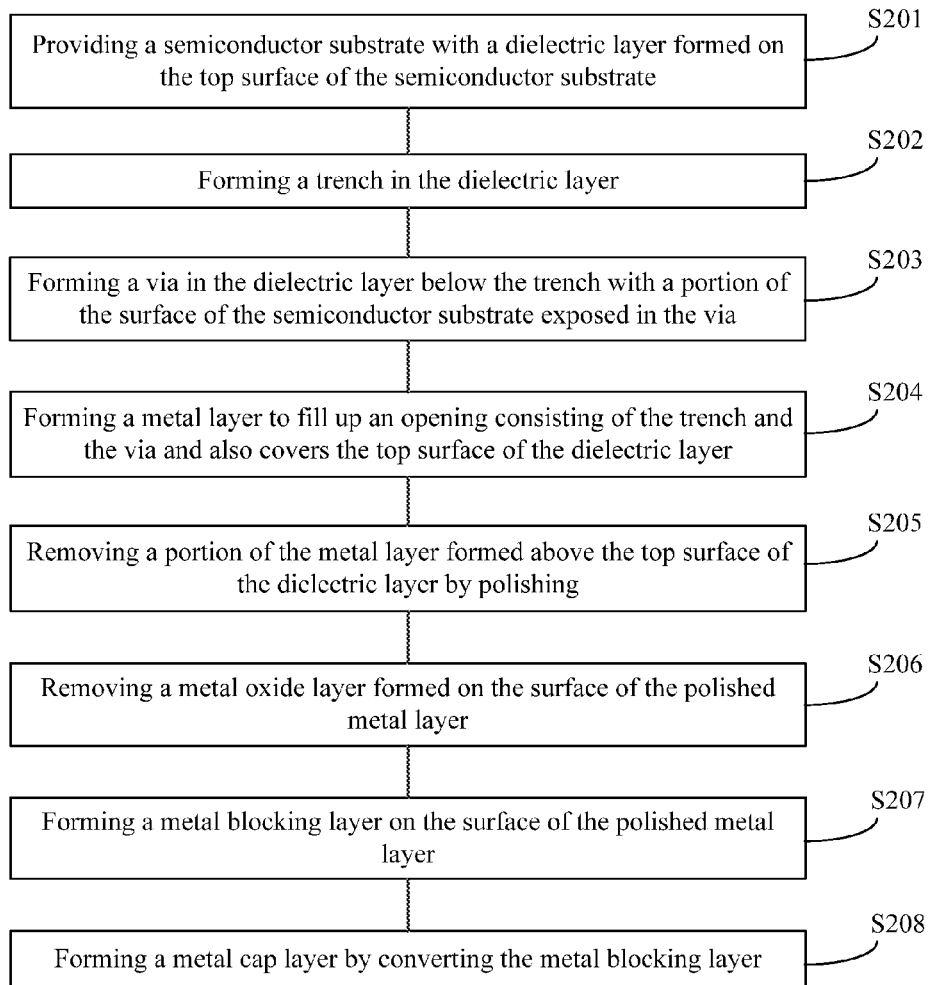 S201
Providing a semiconductor substrate with a dielectric layer formed on
the top surface of the semiconductor substrate
S202
Forming a trench in the dielectric layer
S203
Forming a via in the dielectric layer below the trench with a portion of
the surface of the semiconductor substrate exposed in the via
S204
Forming a metal layer to fill up an opening consisting of the trench and
the via and also covers the top surface of the dielectric layer
S205
Removing a portion of the metal layer formed above the top surface of
the dielectric layer by polishing
S206
Removing a metal oxide layer formed on the surface of the polished
metal layer
S207
Forming a metal blocking layer on the surface of the polished metal
layer
S208
Forming a metal cap layer by converting the metal blocking layer